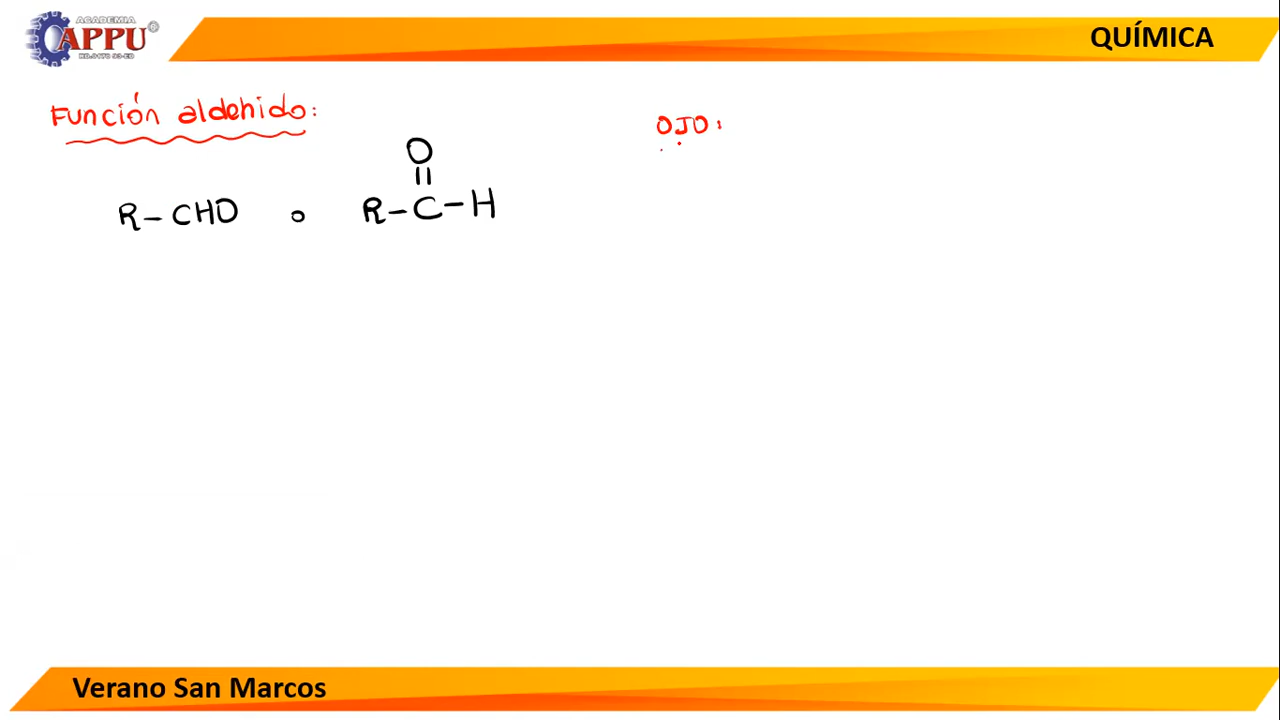 ACADEMIA
APPU®
QUÍMICA
Función aldehido:
OJO:
O
||
R-CHO o R-C-H
Verano San Marcos